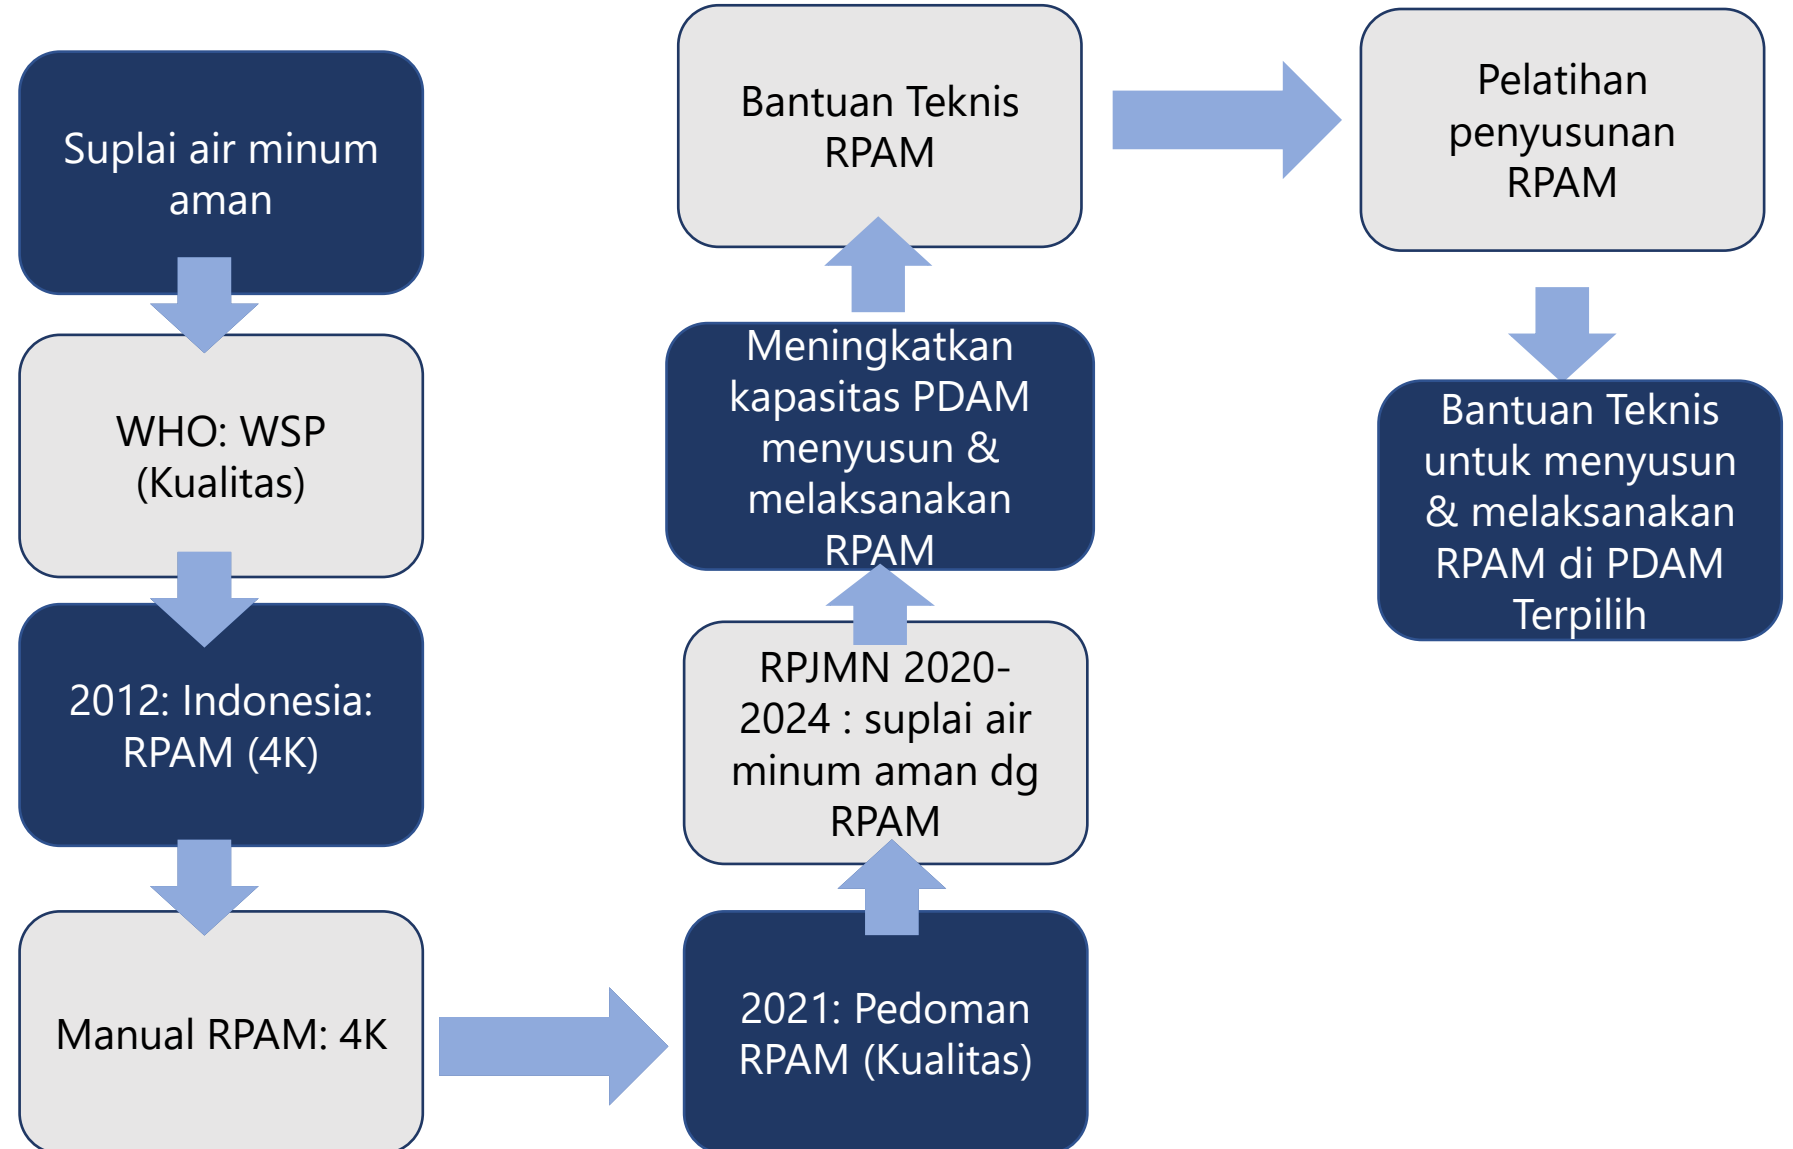 Suplai air minum
aman
WHO: WSP
(Kualitas)
2012: Indonesia:
RPAM (4K)
Manual RPAM: 4K
2021: Pedoman
RPAM (Kualitas)
RPJMN 2020-
2024 : suplai air
minum aman dg
RPAM
Meningkatkan
kapasitas PDAM
menyusun &
melaksanakan
RPAM
Bantuan Teknis
RPAM
Pelatihan
penyusunan
RPAM
Bantuan Teknis
untuk menyusun
& melaksanakan
RPAM di PDAM
Terpilih